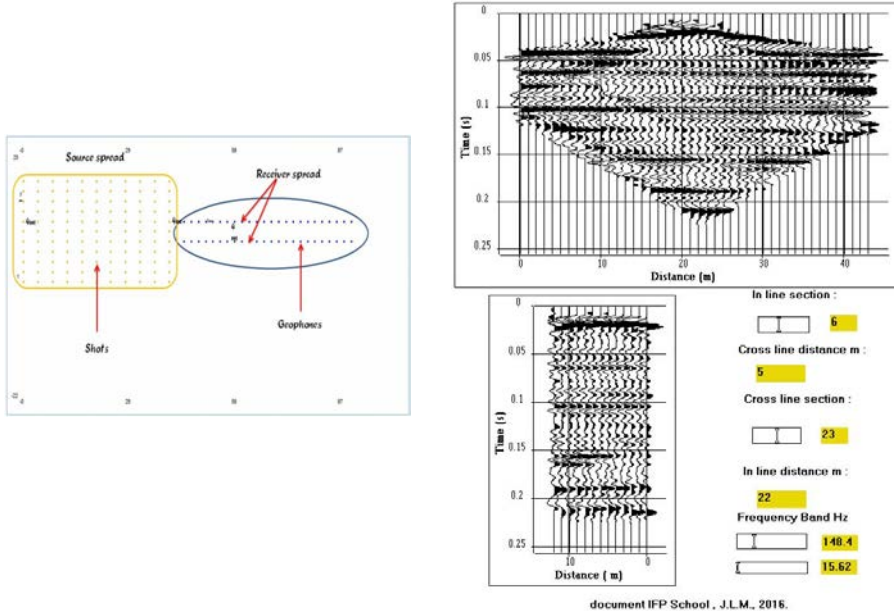 Source spread
Receiver spread
Geophones
Shots
0
0.05
0.1
0.15
0.2
0.25
Time (s)
0
10
20
30
40
Distance (m)
0
0.05
0.1
0.15
0.2
0.25
Time (s)
10
0
Distance ( m)
In line section :
6
Cross line distance m :
5
Cross line section :
23
In line distance m :
22
Frequency Band Hz
148.4
15.62
document IFP School , J.L.M., 2016.